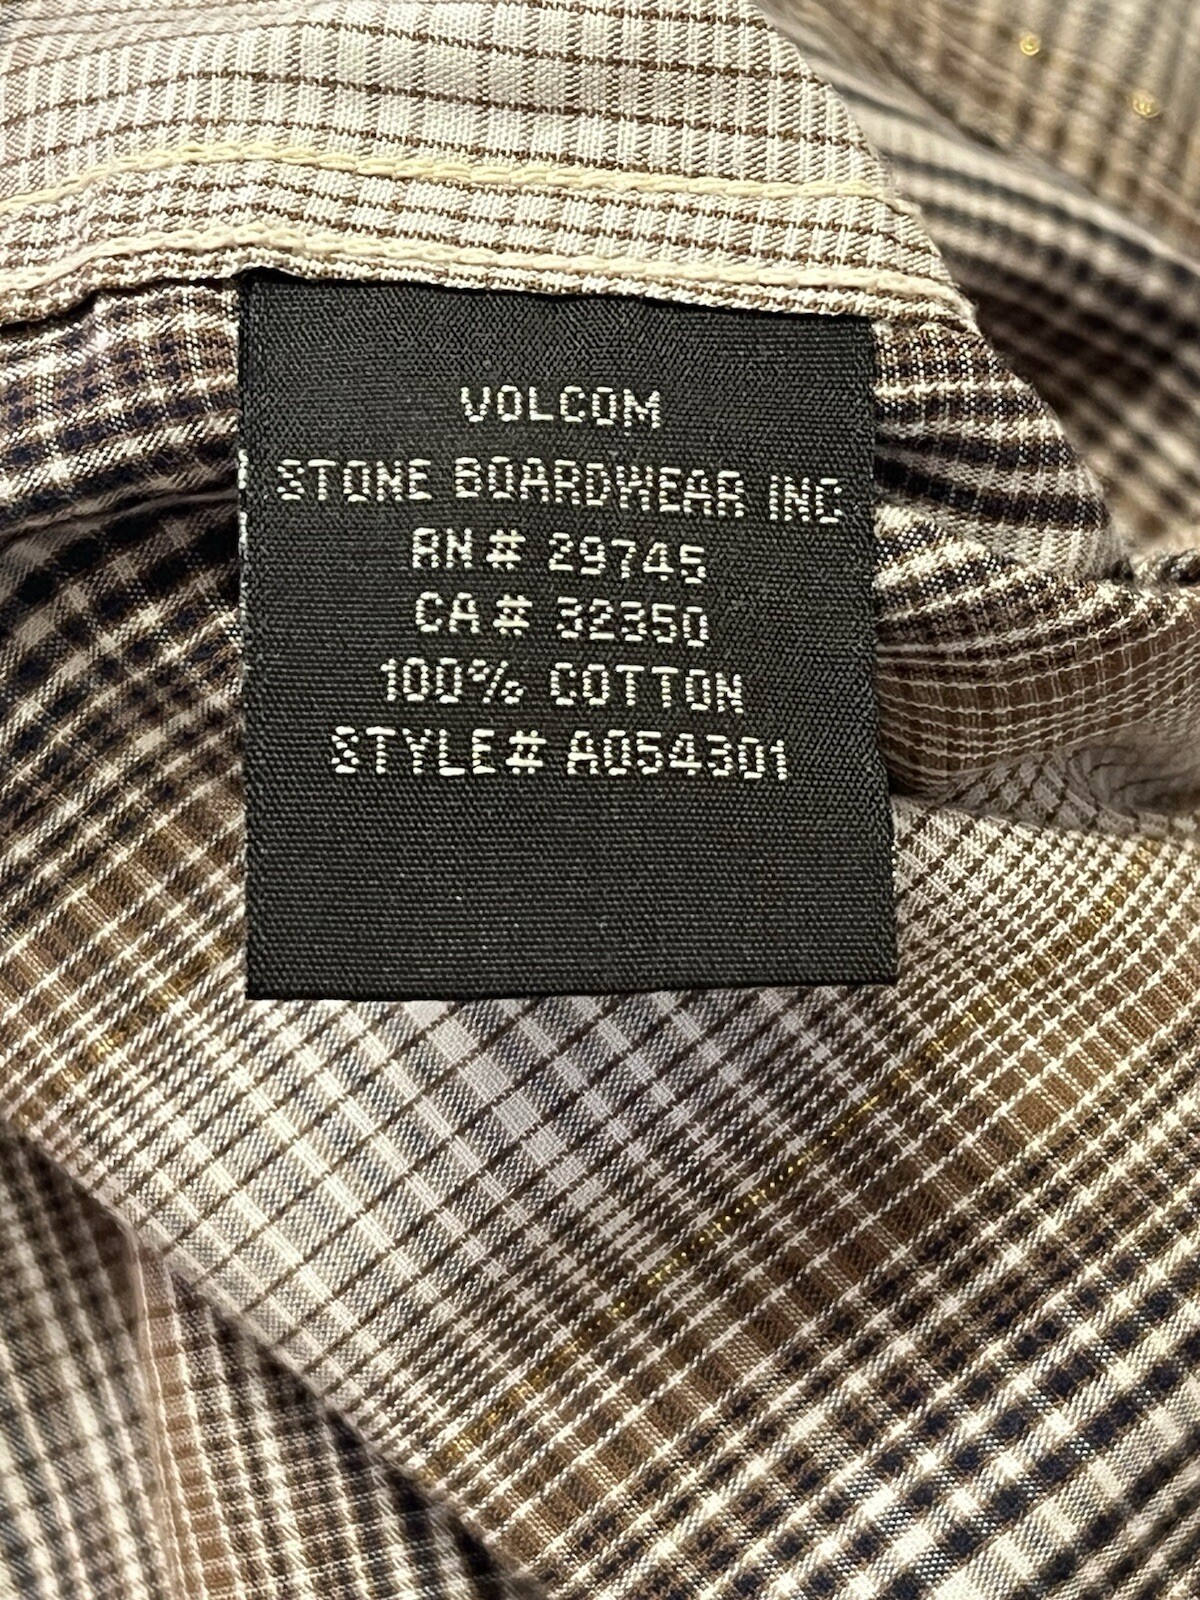 VOLCOM
STONE BOARDWEAR INC
RN# 29745
CA# 32350
100% COTTON
STYLE# A054301